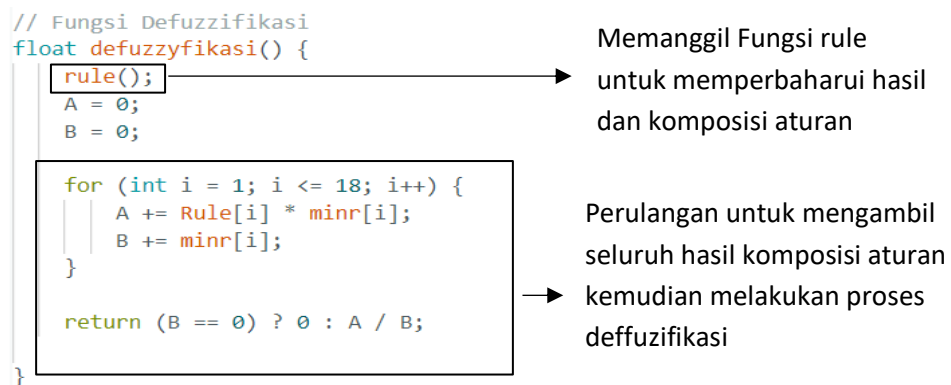 // Fungsi Defuzzifikasi
float defuzzyfikasi() {
rule();
A = 0;
B = 0;
for (int i = 1; i <= 18; i++) {
A += Rule[i] * minr[i];
B += minr[i];
}
return (B == 0) ? 0 : A / B;
}
Memanggil Fungsi rule
untuk memperbaharui hasil
dan komposisi aturan
Perulangan untuk mengambil
seluruh hasil komposisi aturan
kemudian melakukan proses
deffuzifikasi